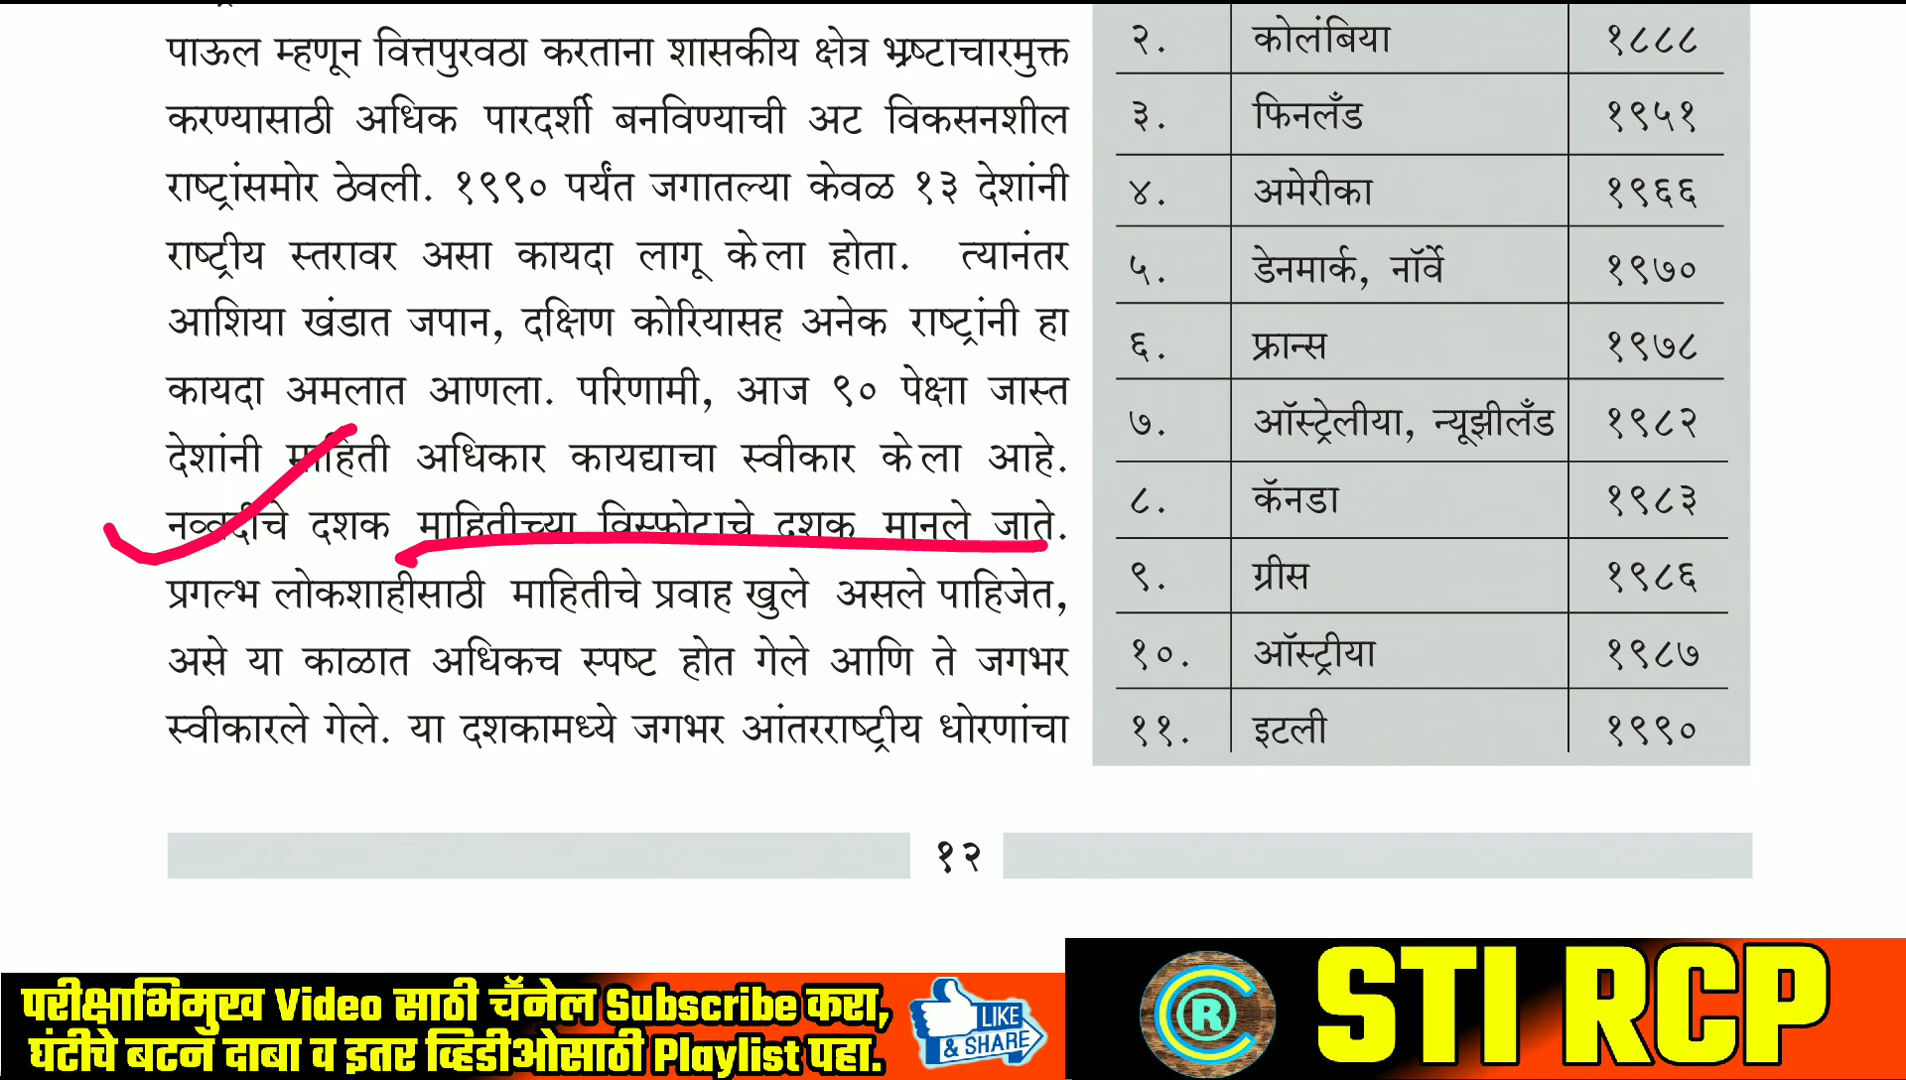 पाऊल म्हणून वित्तपुरवठा करताना शासकीय क्षेत्र भ्रष्टाचारमुक्त
करण्यासाठी अधिक पारदर्शी बनविण्याची अट विकसनशील
राष्ट्रांसमोर ठेवली. १९९० पर्यंत जगातल्या केवळ १३ देशांनी
राष्ट्रीय स्तरावर असा कायदा लागू केला होता. त्यानंतर
आशिया खंडात जपान, दक्षिण कोरियासह अनेक राष्ट्रांनी हा
कायदा अमलात आणला. परिणामी, आज ९० पेक्षा जास्त
देशांनी माहिती अधिकार कायद्याचा स्वीकार केला आहे.
नव्वदीचे दशक माहितीच्या विस्फोटाचे दशक मानले जाते.
प्रगल्भ लोकशाहीसाठी माहितीचे प्रवाह खुले असले पाहिजेत,
असे या काळात अधिकच स्पष्ट होत गेले आणि ते जगभर
स्वीकारले गेले. या दशकामध्ये जगभर आंतरराष्ट्रीय धोरणांचा
२. कोलंबिया १८८८
३. फिनलँड १९५१
४. अमेरीका १९६६
५. डेनमार्क, नॉर्वे १९७०
६. फ्रान्स १९७८
७. ऑस्ट्रेलीया, न्यूझीलँड १९८२
८. कॅनडा १९८३
९. ग्रीस १९८६
१०. ऑस्ट्रीया १९८७
११. इटली १९९०
१२
परीक्षाभिमुख Video साठी चॅनेल Subscribe करा,
घंटीचे बटन दाबा व इतर व्हिडीओसाठी Playlist पहा.
LIKE
& SHARE
C R
STI RCP